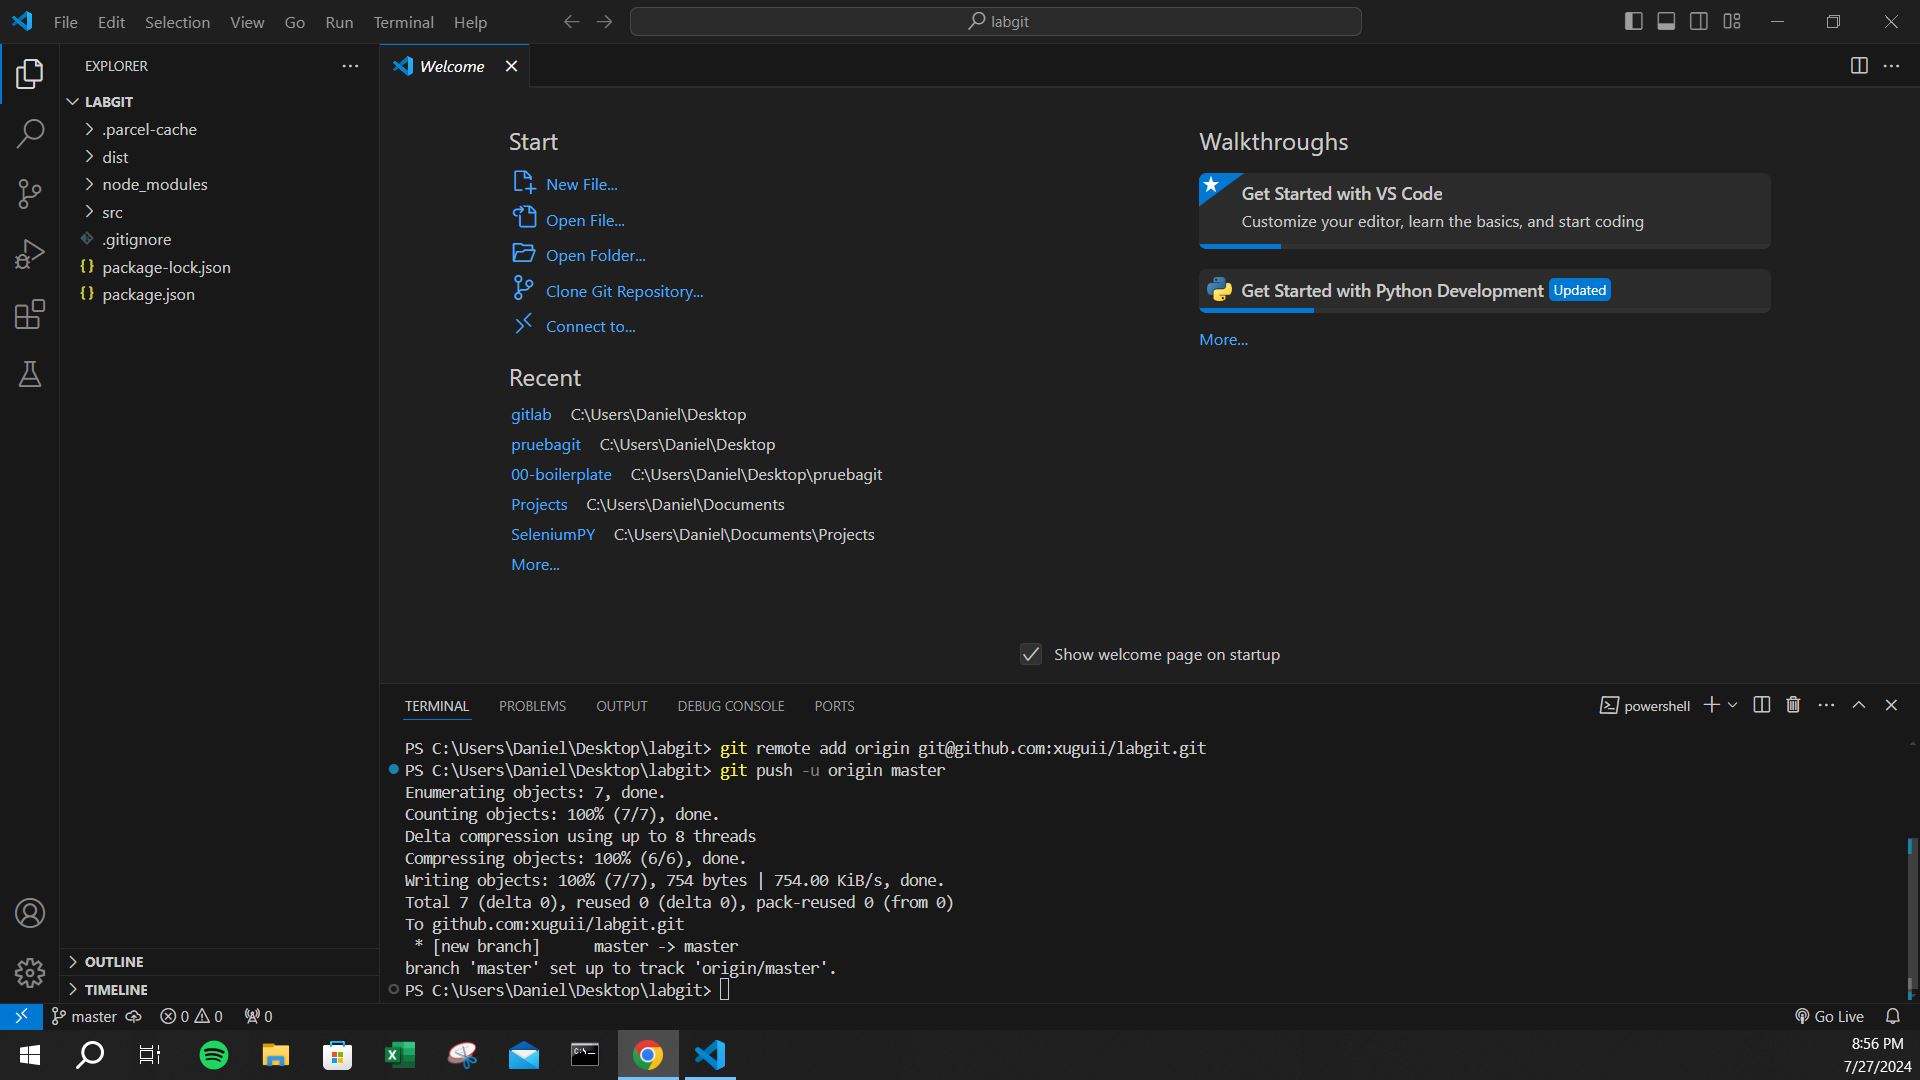 File Edit Selection View Go Run Terminal Help
labgit
EXPLORER
LABGIT
.parcel-cache
dist
node_modules
src
.gitignore
{} package-lock.json
{} package.json
OUTLINE
TIMELINE
Welcome
Start
New File...
Open File...
Open Folder...
Clone Git Repository...
Connect to...
Recent
gitlab C:\Users\Daniel\Desktop
pruebagit C:\Users\Daniel\Desktop
00-boilerplate C:\Users\Daniel\Desktop\pruebagit
Projects C:\Users\Daniel\Documents
SeleniumPY C:\Users\Daniel\Documents\Projects
More...
Walkthroughs
Get Started with VS Code
Customize your editor, learn the basics, and start coding
Get Started with Python Development Updated
More...
Show welcome page on startup
TERMINAL PROBLEMS OUTPUT DEBUG CONSOLE PORTS
powershell
PS C:\Users\Daniel\Desktop\labgit> git remote add origin git@github.com:xuguii/labgit.git
PS C:\Users\Daniel\Desktop\labgit> git push -u origin master
Enumerating objects: 7, done.
Counting objects: 100% (7/7), done.
Delta compression using up to 8 threads
Compressing objects: 100% (6/6), done.
Writing objects: 100% (7/7), 754 bytes | 754.00 KiB/s, done.
Total 7 (delta 0), reused 0 (delta 0), pack-reused 0 (from 0)
To github.com:xuguii/labgit.git
* [new branch] master -> master
branch 'master' set up to track 'origin/master'.
PS C:\Users\Daniel\Desktop\labgit>
master 0 0 0
Go Live
8:56 PM
7/27/2024